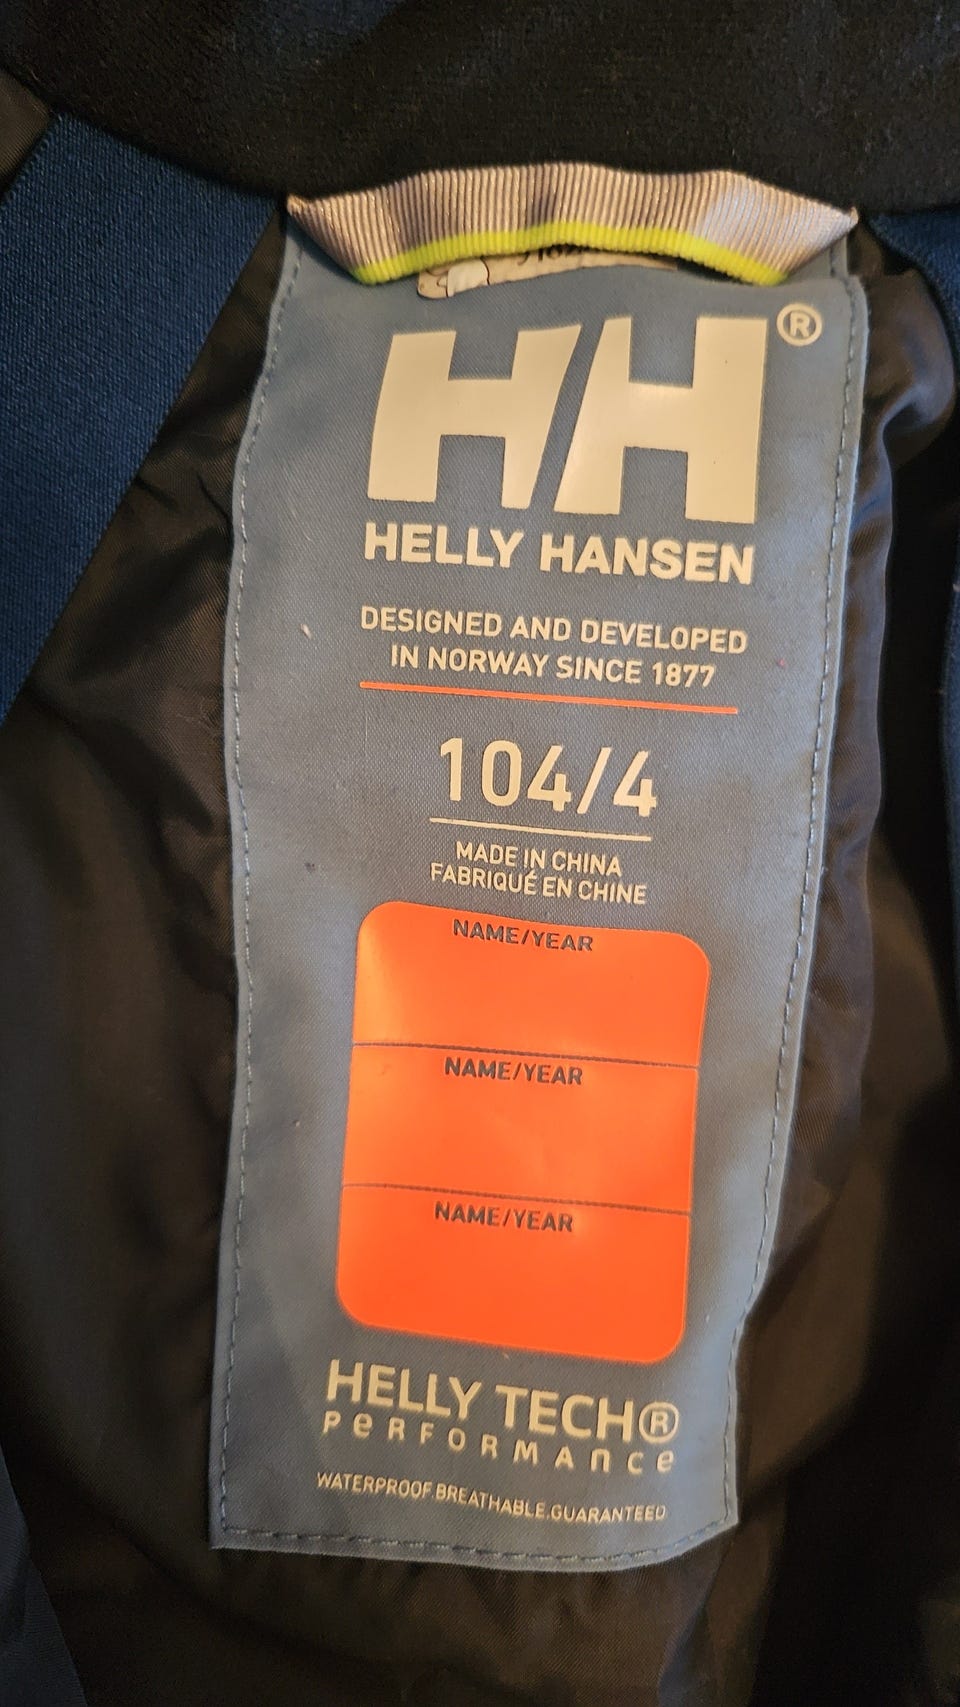 HH®
HELLY HANSEN
DESIGNED AND DEVELOPED
IN NORWAY SINCE 1877
104/4
MADE IN CHINA
FABRIQUÉ EN CHINE
NAME/YEAR
NAME/YEAR
NAME/YEAR
HELLY TECH®
PeRFORMAnce
WATERPROOF.BREATHABLE.GUARANTEED